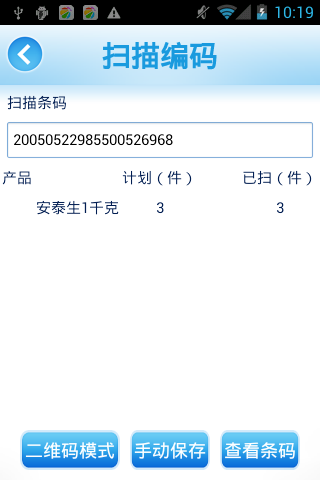 10:19
扫描编码
扫描条码
20050522985500526968
产品 计划（件） 已扫（件）
安泰生1千克 3 3
二维码模式 手动保存 查看条码